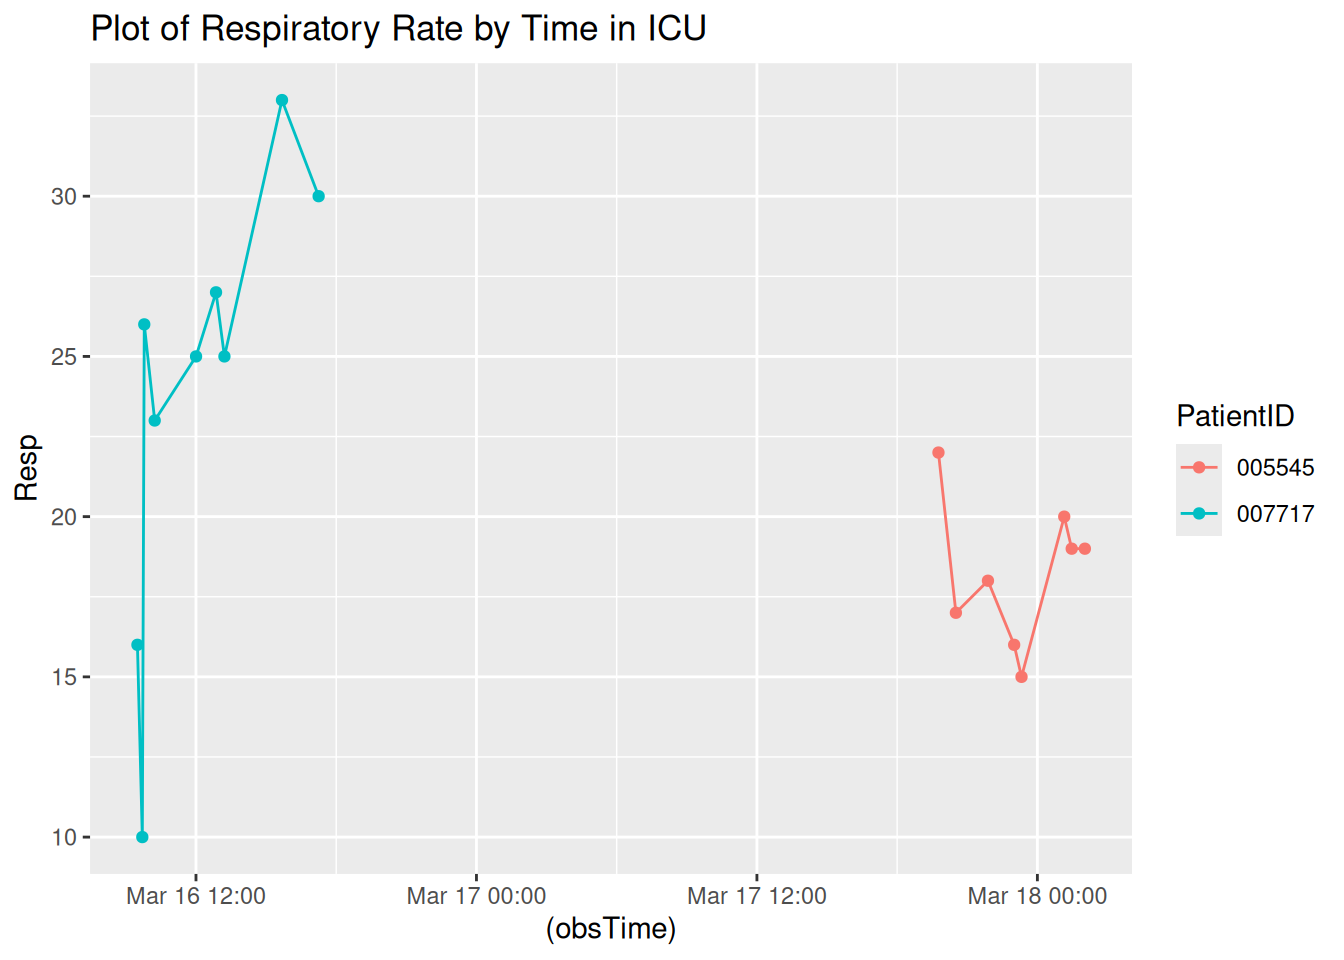 Plot of Respiratory Rate by Time in ICU
30
25
20
15
10
Resp
Mar 16 12:00 Mar 17 00:00 Mar 17 12:00 Mar 18 00:00
(obsTime)
PatientID
005545
007717